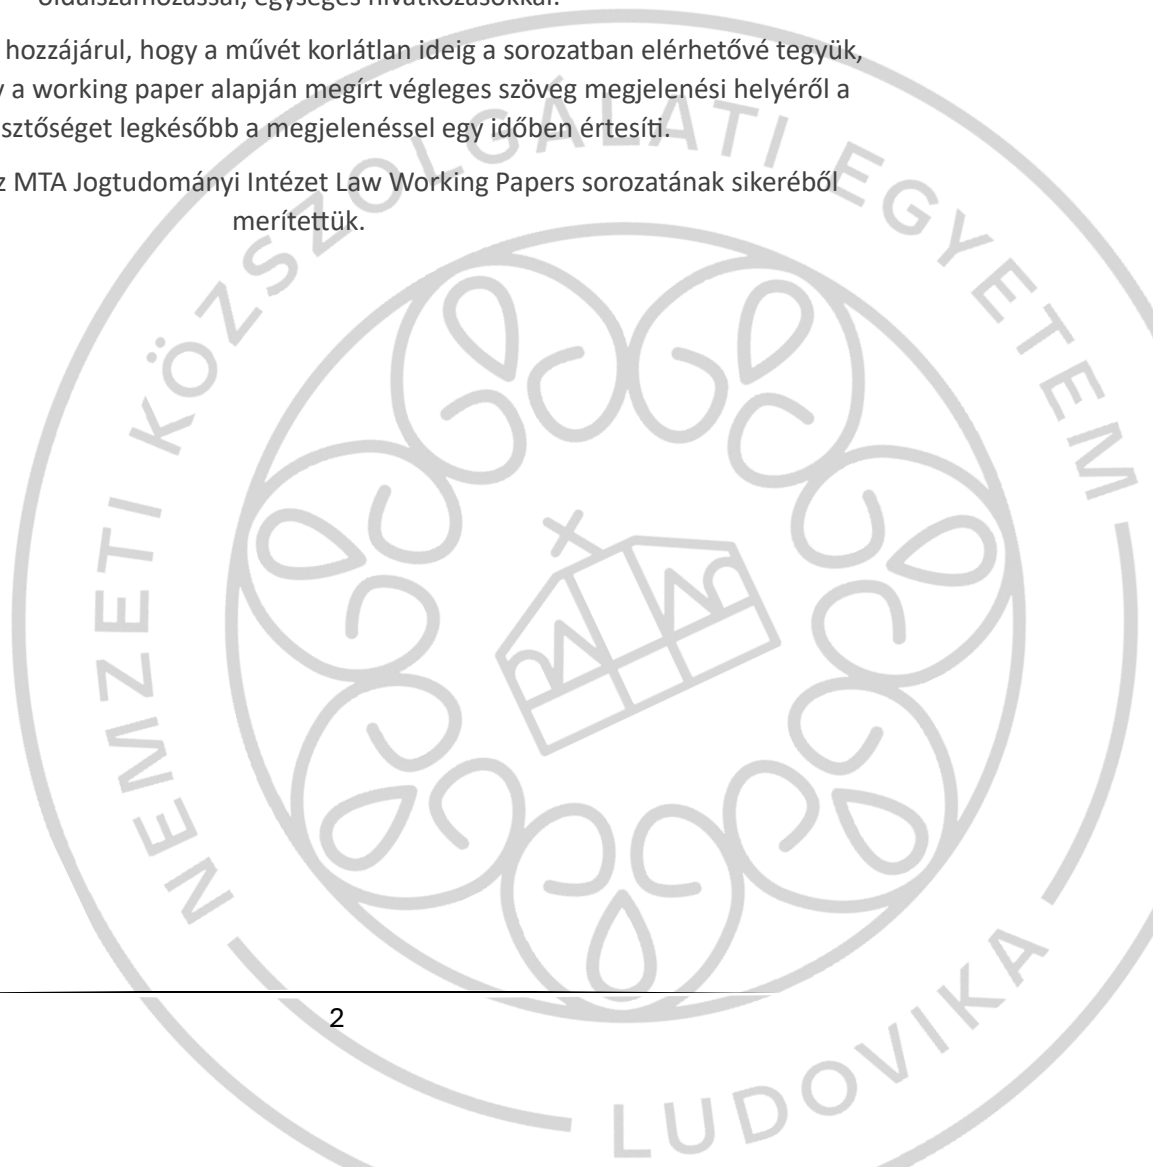 oldalszámozással, egységes hivatkozásokkal.
hozzájárul, hogy a művét korlátlan ideig a sorozatban elérhetővé tegyük,
a working paper alapján megírt végleges szöveg megjelenési helyéről a
sztőséget legkésőbb a megjelenéssel egy időben értesíti.
z MTA Jogtudományi Intézet Law Working Papers sorozatának sikeréből
merítettük.
NEMZETI KÖZSZOLGÁLATI EGYETEM
2
LUDOVIKA